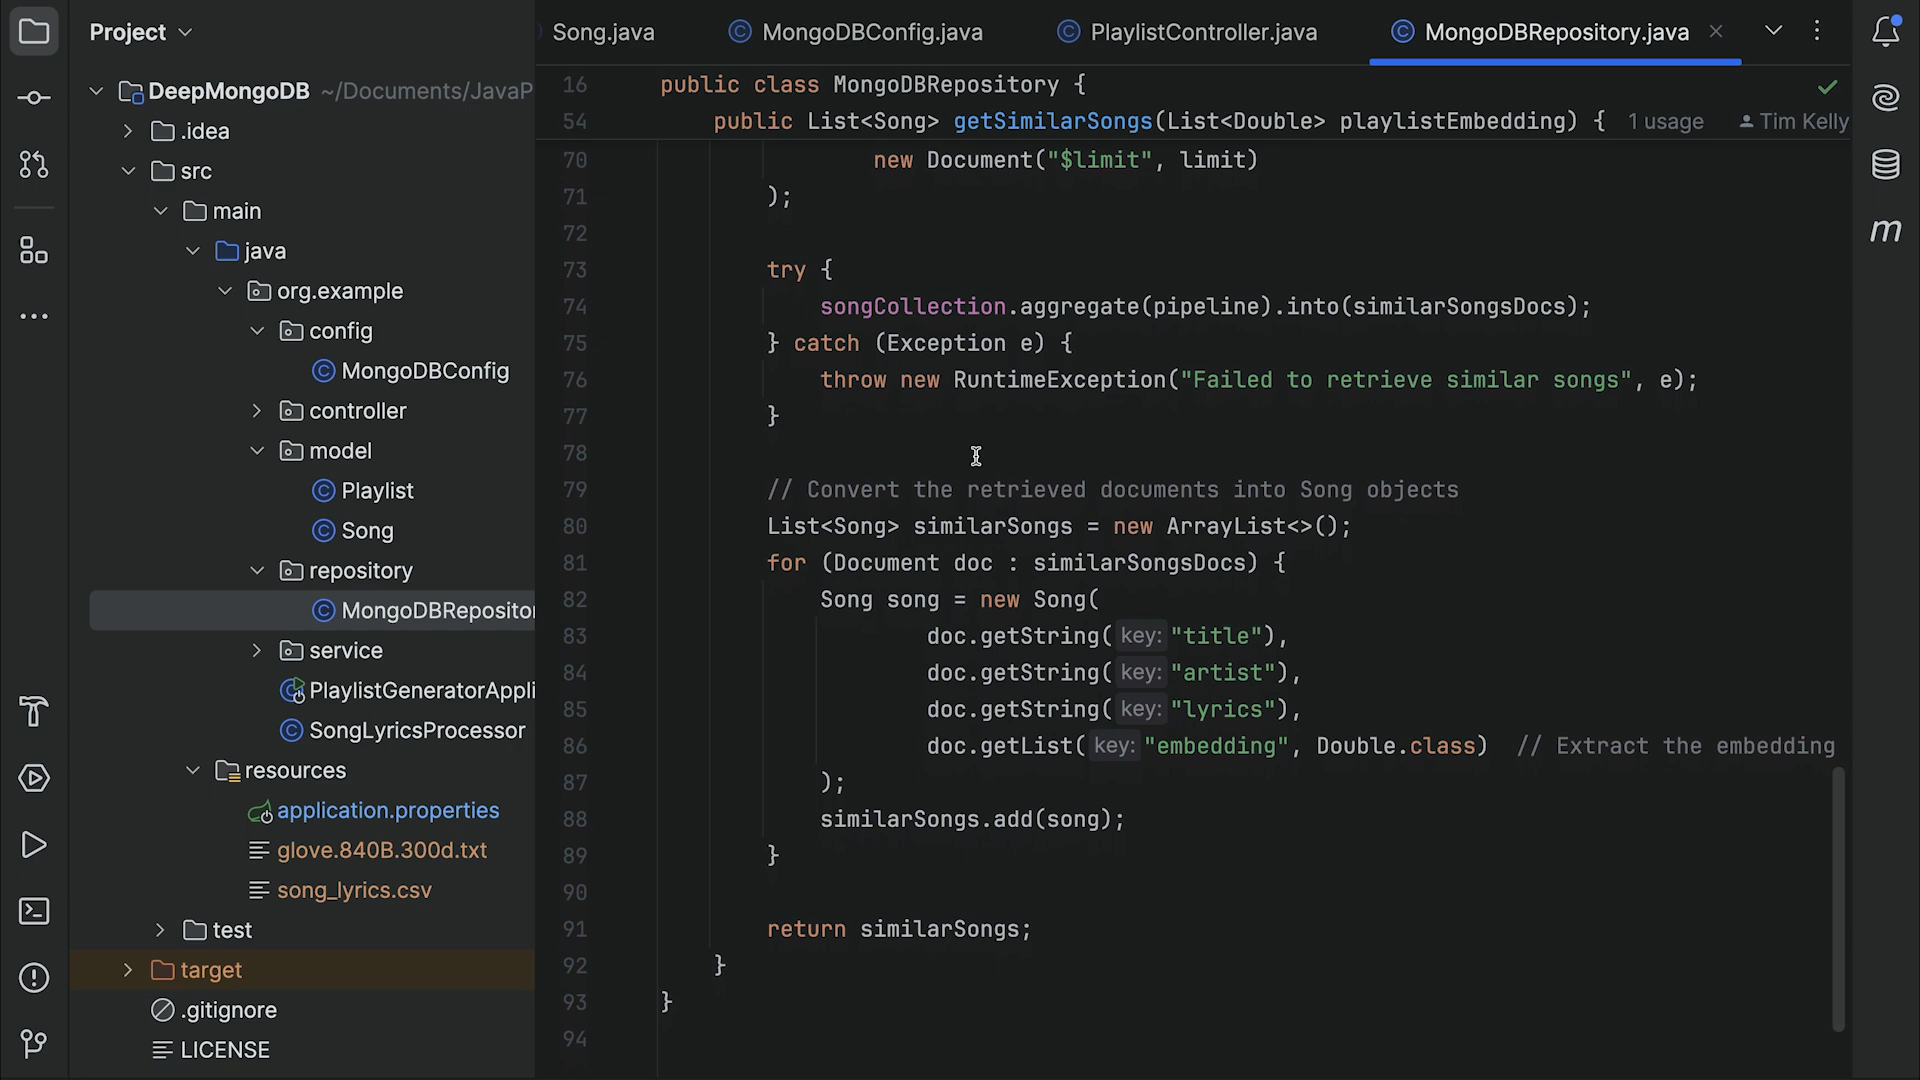 Project
DeepMongoDB ~/Documents/JavaP
.idea
src
main
java
org.example
config
MongoDBConfig
controller
model
Playlist
Song
repository
MongoDBRepositor
service
PlaylistGeneratorAppli
SongLyricsProcessor
resources
application.properties
glove.840B.300d.txt
song_lyrics.csv
test
target
.gitignore
LICENSE
Song.java MongoDBConfig.java PlaylistController.java MongoDBRepository.java
16 public class MongoDBRepository {
54 public List<Song> getSimilarSongs(List<Double> playlistEmbedding) { 1 usage Tim Kelly
70 new Document("$limit", limit)
71 );
72
73 try {
74 songCollection.aggregate(pipeline).into(similarSongsDocs);
75 } catch (Exception e) {
76 throw new RuntimeException("Failed to retrieve similar songs", e);
77 }
78
79 // Convert the retrieved documents into Song objects
80 List<Song> similarSongs = new ArrayList<>();
81 for (Document doc : similarSongsDocs) {
82 Song song = new Song(
83 doc.getString( key: "title"),
84 doc.getString( key: "artist"),
85 doc.getString( key: "lyrics"),
86 doc.getList( key: "embedding", Double.class) // Extract the embedding
87 );
88 similarSongs.add(song);
89 }
90
91 return similarSongs;
92 }
93 }
94
m